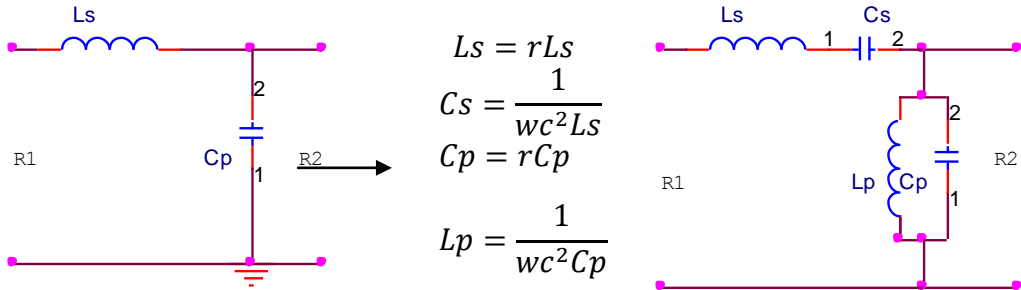 Ls
2
Cp
1
R1
R2
Ls = rLs
Cs = 1/wc²Ls
Cp = rCp
Lp = 1/wc²Cp
Ls
Cs
1
2
2
Lp
Cp
1
R1
R2